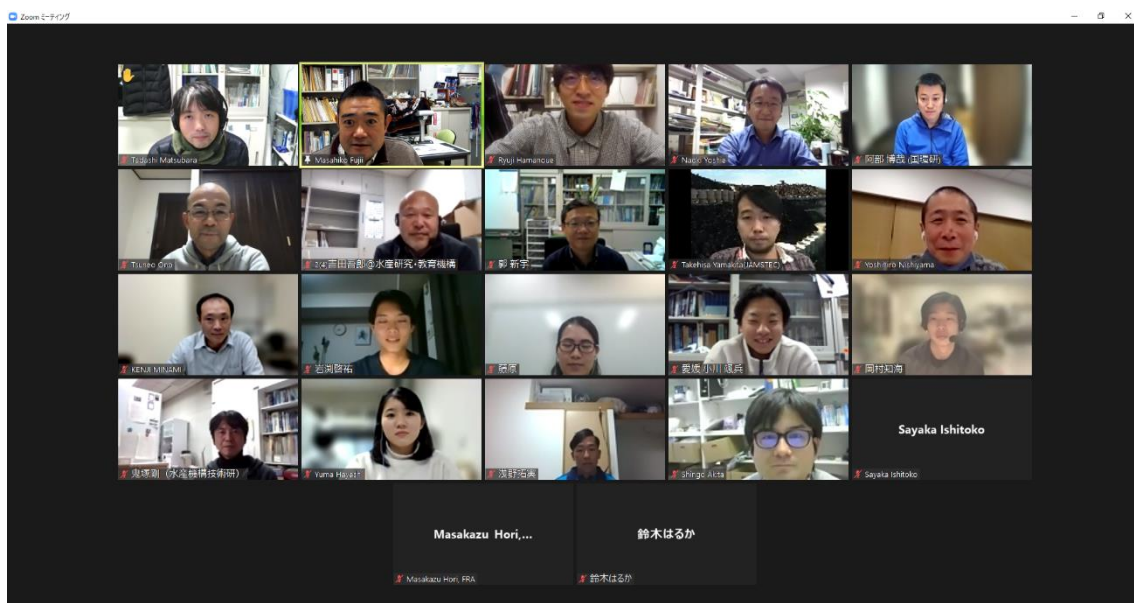 Zoom ミーティング
Tadashi Matsubara
Masahiko Fujii
Ryuji Hamanoue
Naoki Yoshie
阿部 博哉 (国環研)
Tsuneo Ono
吉田吾郎@水産研究・教育機構
郭 新宇
Takehisa Yamakita(JAMSTEC)
Yoshihiro Nishiyama
KENJI MINAMI
岩渕啓祐
藤原
愛媛 小川 颯兵
岡村知海
鬼塚剛（水産機構技術研）
Yuma Hayashi
浅野拓実
Shingo Akita
Sayaka Ishitoko
Sayaka Ishitoko
Masakazu Hori,...
鈴木はるか
Masakazu Hori, FRA
鈴木はるか